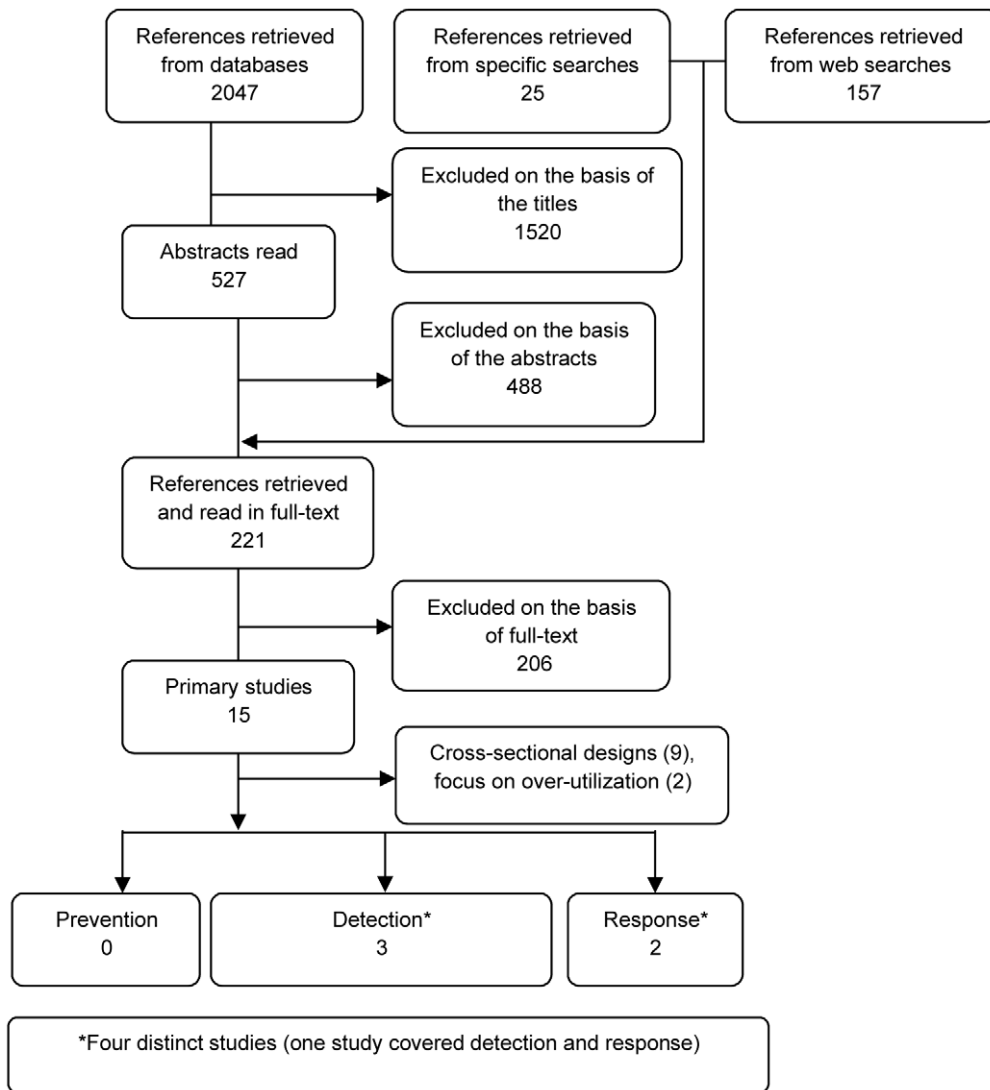 References retrieved
from databases
2047
References retrieved
from specific searches
25
References retrieved
from web searches
157
Excluded on the basis of
the titles
1520
Abstracts read
527
Excluded on the basis
of the abstracts
488
References retrieved
and read in full-text
221
Excluded on the basis
of full-text
206
Primary studies
15
Cross-sectional designs (9),
focus on over-utilization (2)
Prevention
0
Detection*
3
Response*
2
*Four distinct studies (one study covered detection and response)